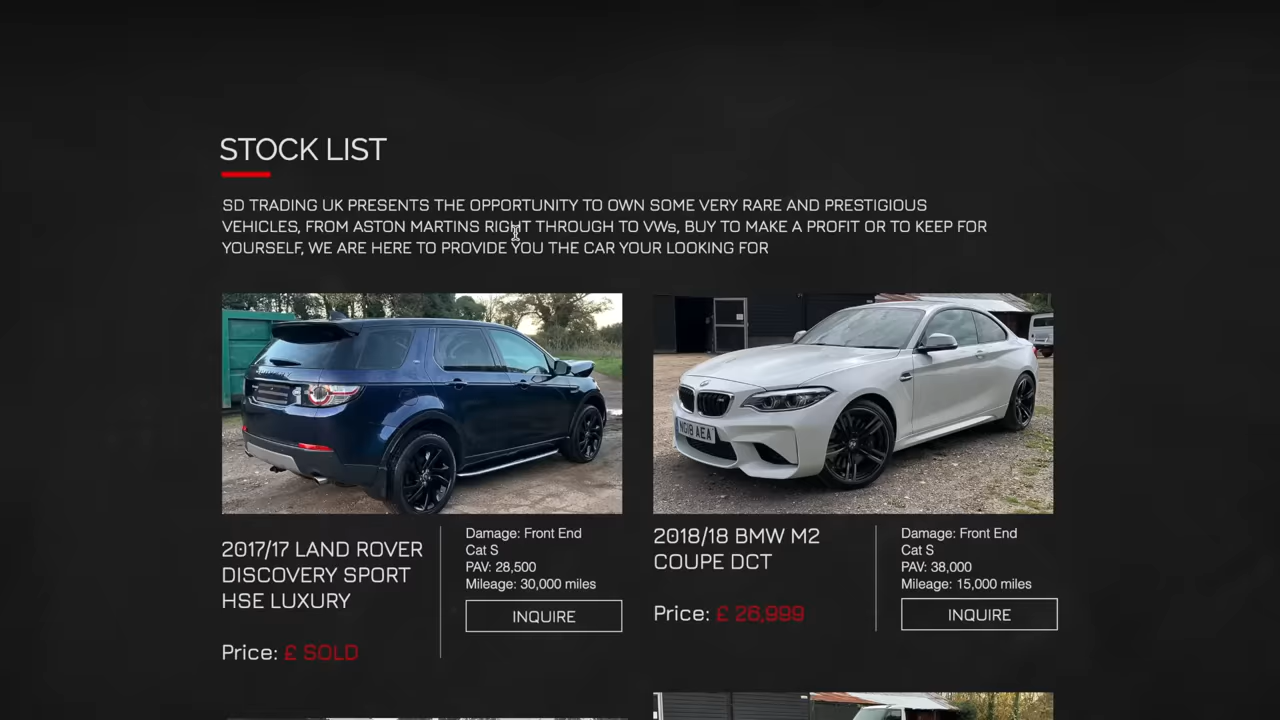 STOCK LIST
SD TRADING UK PRESENTS THE OPPORTUNITY TO OWN SOME VERY RARE AND PRESTIGIOUS
VEHICLES, FROM ASTON MARTINS RIGHT THROUGH TO VWs, BUY TO MAKE A PROFIT OR TO KEEP FOR
YOURSELF, WE ARE HERE TO PROVIDE YOU THE CAR YOUR LOOKING FOR
NG18 AEA
2017/17 LAND ROVER
DISCOVERY SPORT
HSE LUXURY
Price: £ SOLD
Damage: Front End
Cat S
PAV: 28,500
Mileage: 30,000 miles
INQUIRE
2018/18 BMW M2
COUPE DCT
Price: £ 26,999
Damage: Front End
Cat S
PAV: 38,000
Mileage: 15,000 miles
INQUIRE